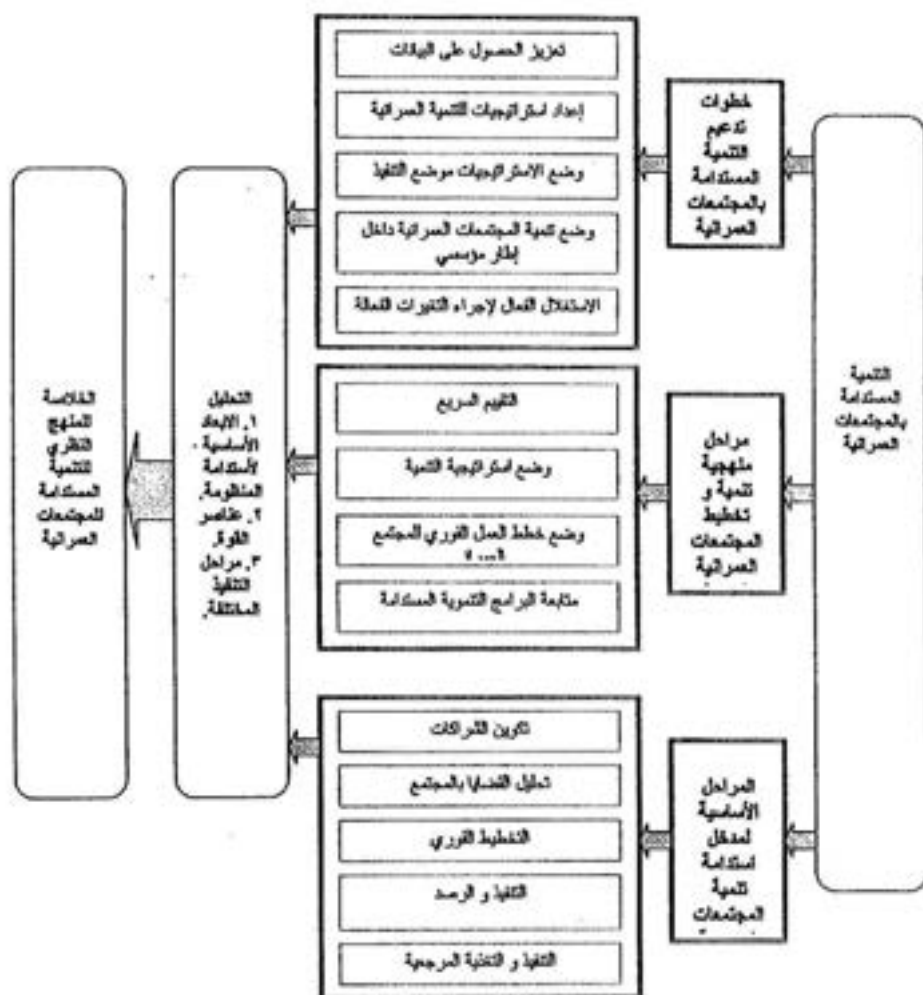 التنمية
المستدامة
بالمجتمعات
العمرانية
خطوات
تدعيم
التنمية
المستدامة
بالمجتمعات
العمرانية
تعزيز الحصول على البيانات
إعداد استراتيجيات للتنمية العمرانية
وضع الاستراتيجيات موضع التنفيذ
وضع تنمية المجتمعات العمرانية داخل
إطار مؤسسي
الاستغلال الفعال لإجراء التغيرات الفعالة
مراحل
منهجية
تنمية و
تخطيط
المجتمعات
العمرانية
التقييم السريع
وضع استراتيجية التنمية
وضع خطط العمل الفوري للمجتمع
متابعة البرامج التنموية المستدامة
المراحل
الأساسية
لمدخل
استدامة
تنمية
المجتمعات
تكوين الشراكات
تحليل القضايا بالمجتمع
التخطيط الفوري
التنفيذ و الرصد
التنفيذ و التغذية المرجعية
التحليل
١. الابعاد
الأساسية
لأستدامة
المنظومة.
٢. عناصر
القوة.
٣. مراحل
التنفيذ
المختلفة.
الخلاصة
للمنهج
النظري
للتنمية
المستدامة
للمجتمعات
العمرانية